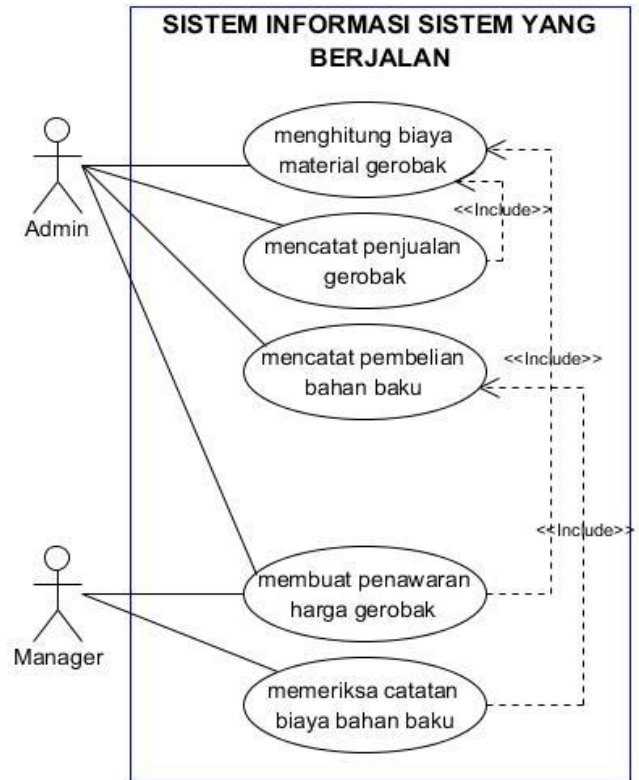 SISTEM INFORMASI SISTEM YANG
BERJALAN
menghitung biaya
material gerobak
Admin
<<Include>>
mencatat penjualan
gerobak
mencatat pembelian
bahan baku
<<Include>>
<<Include>>
membuat penawaran
harga gerobak
Manager
memeriksa catatan
biaya bahan baku